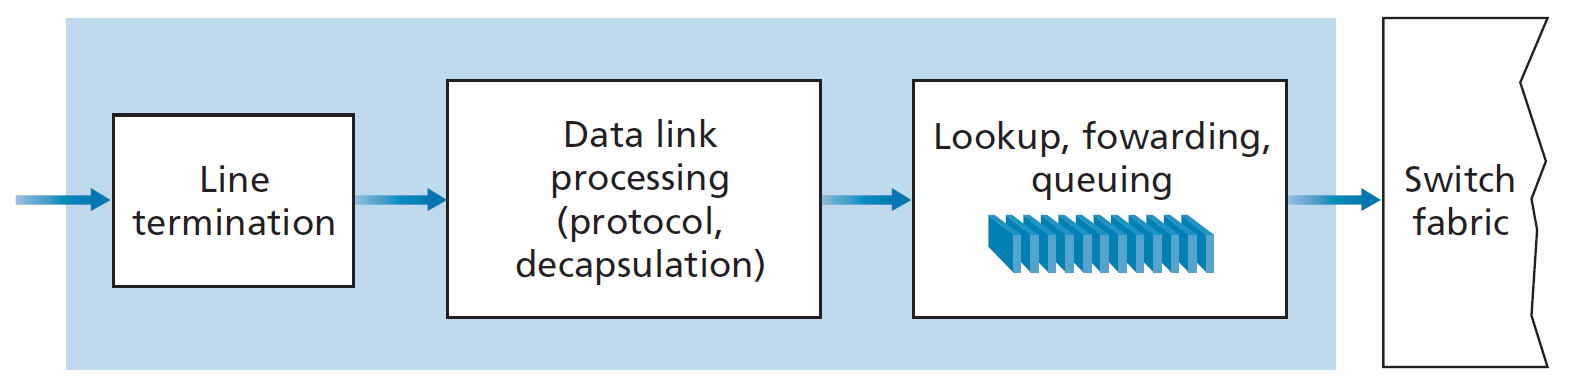 Line
termination
Data link
processing
(protocol,
decapsulation)
Lookup, fowarding,
queuing
Switch
fabric